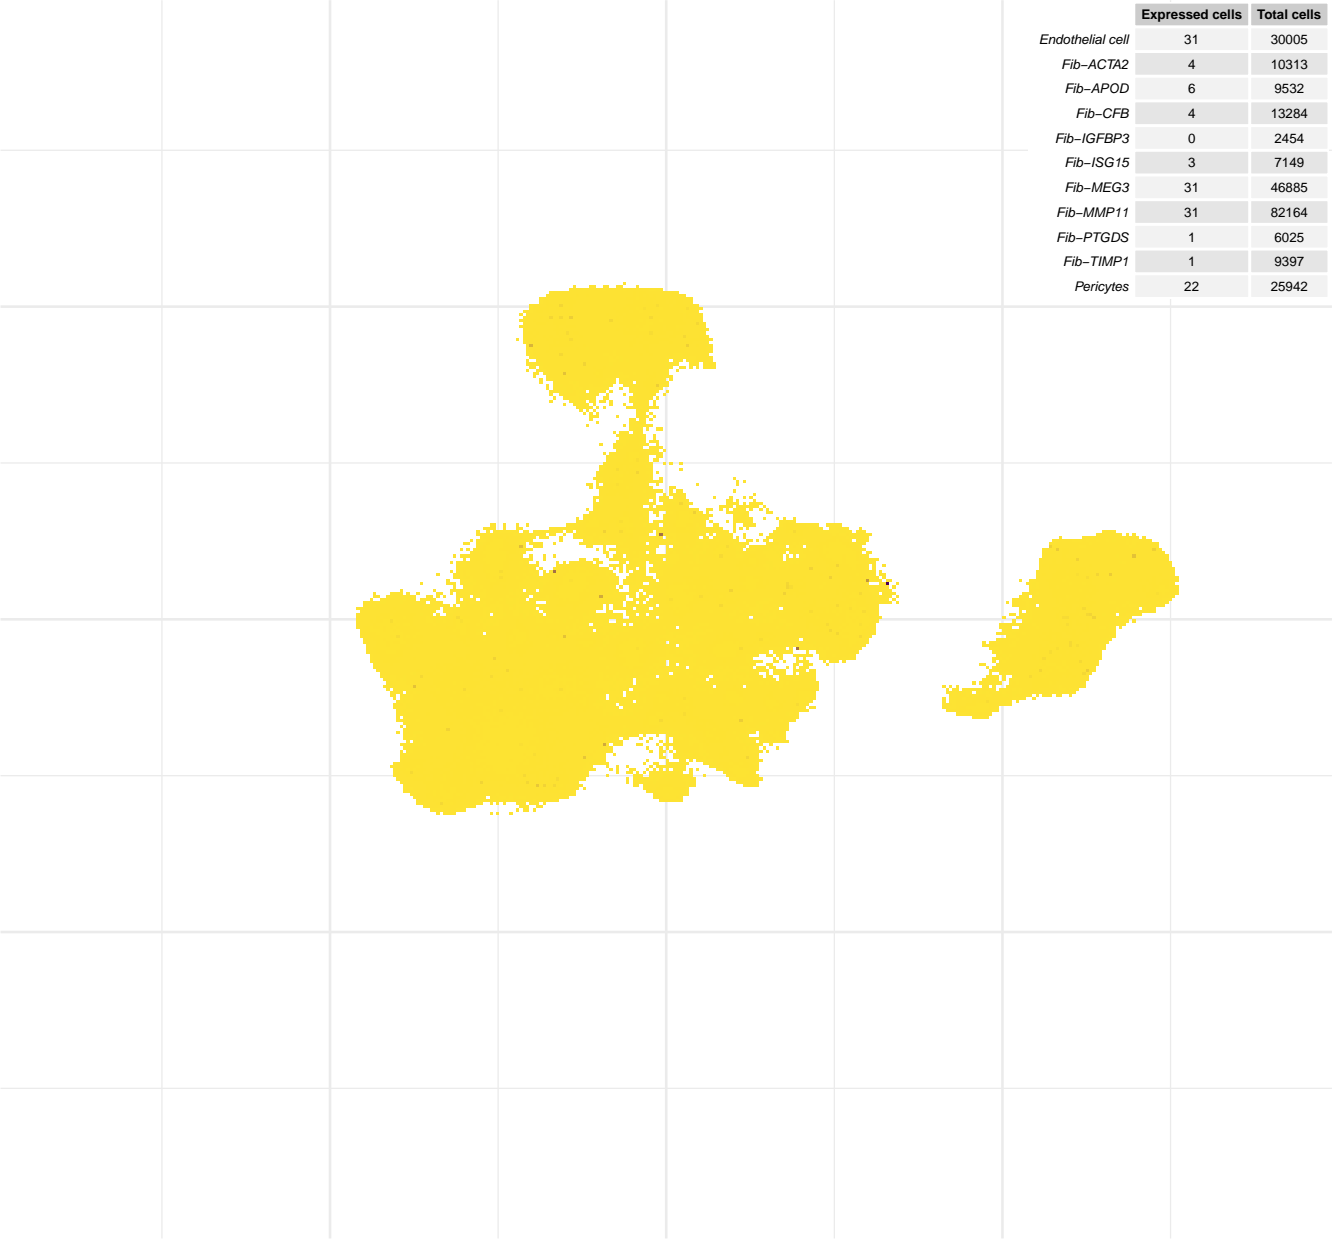 Expressed cells Total cells
Endothelial cell 31 30005
Fib−ACTA2 4 10313
Fib−APOD 6 9532
Fib−CFB 4 13284
Fib−IGFBP3 0 2454
Fib−ISG15 3 7149
Fib−MEG3 31 46885
Fib−MMP11 31 82164
Fib−PTGDS 1 6025
Fib−TIMP1 1 9397
Pericytes 22 25942